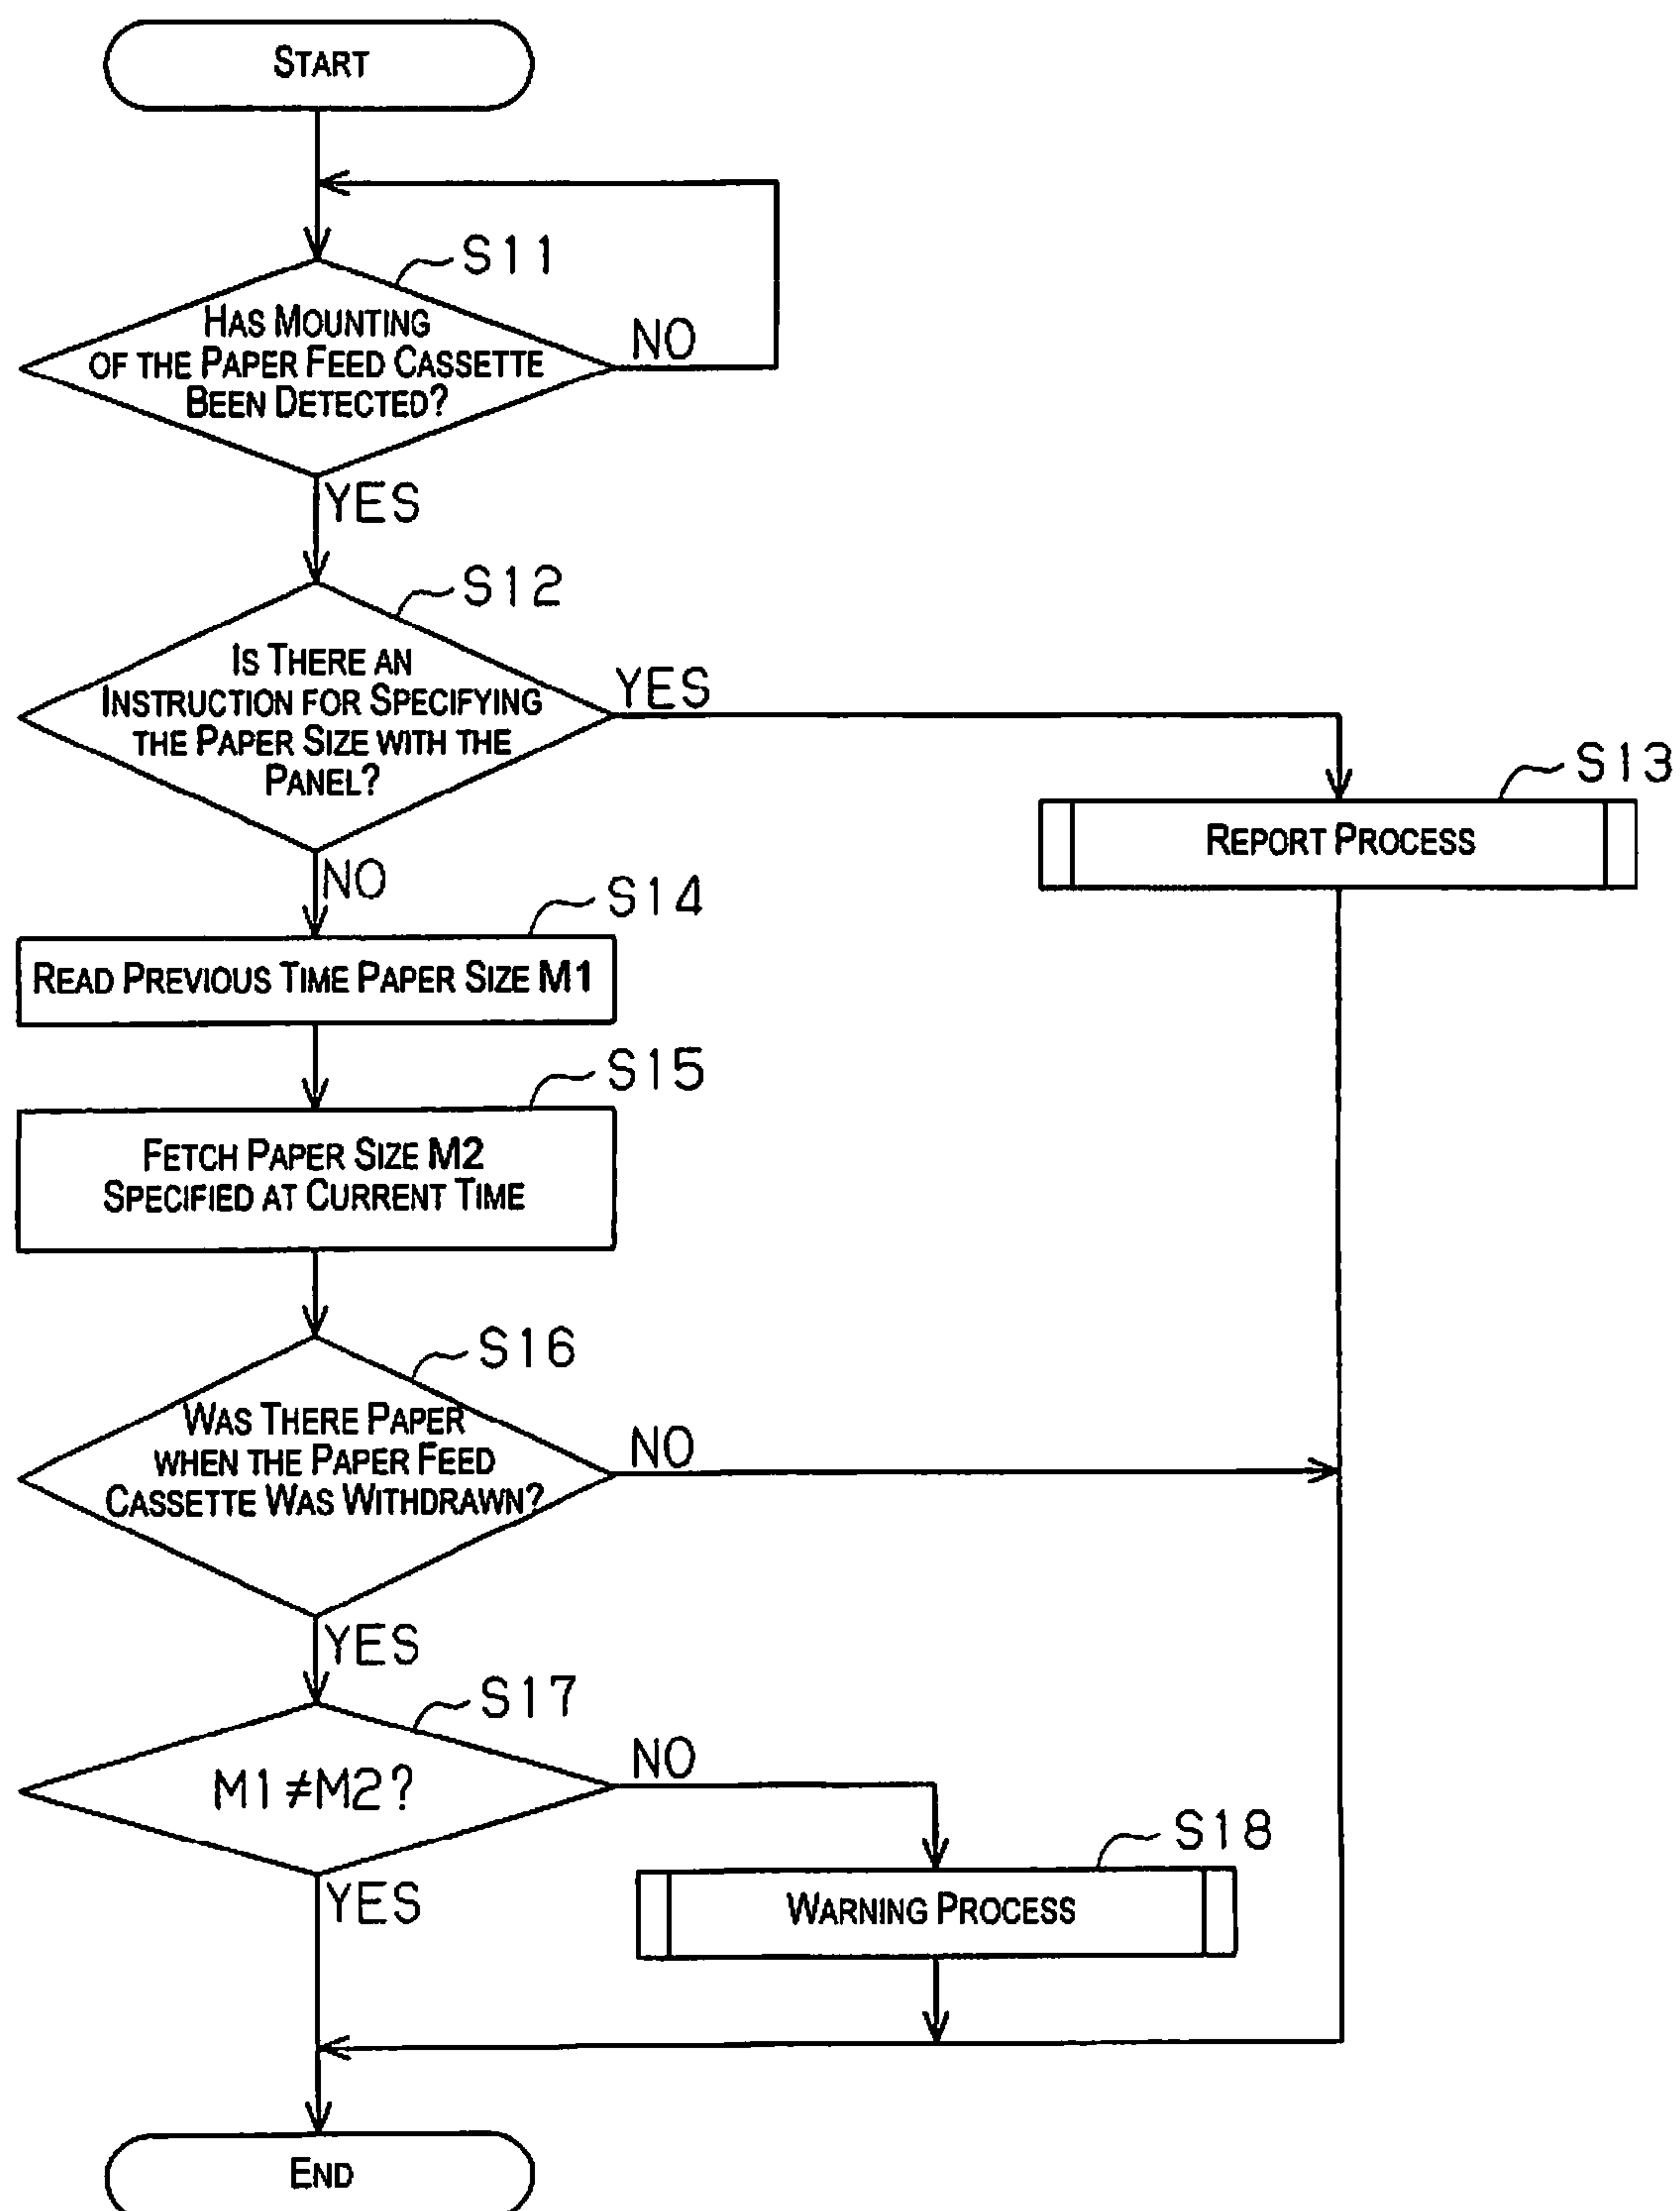 START
S11
HAS MOUNTING
OF THE PAPER FEED CASSETTE
BEEN DETECTED?
NO
YES
S12
IS THERE AN
INSTRUCTION FOR SPECIFYING
THE PAPER SIZE WITH THE
PANEL?
YES
S13
REPORT PROCESS
NO
S14
READ PREVIOUS TIME PAPER SIZE M1
S15
FETCH PAPER SIZE M2
SPECIFIED AT CURRENT TIME
S16
WAS THERE PAPER
WHEN THE PAPER FEED
CASSETTE WAS WITHDRAWN?
NO
YES
S17
M1≠M2?
NO
S18
WARNING PROCESS
YES
END